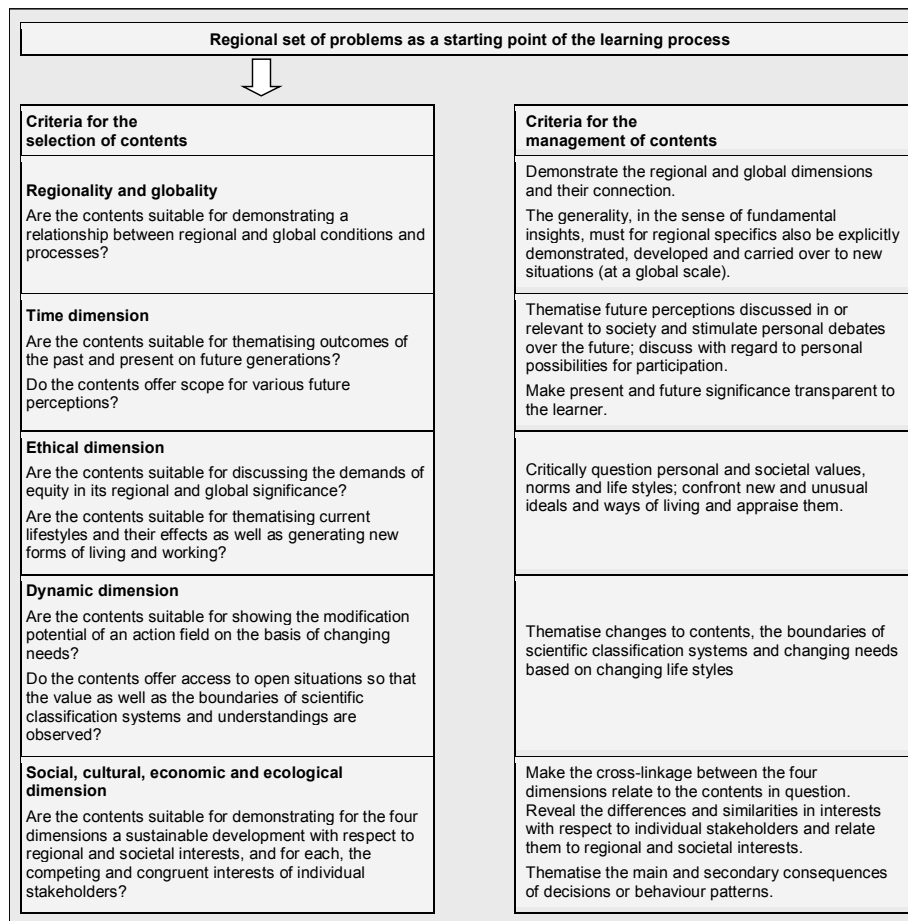 Regional set of problems as a starting point of the learning process
Criteria for the
selection of contents
Criteria for the
management of contents
Regionality and globality
Are the contents suitable for demonstrating a
relationship between regional and global conditions and
processes?
Demonstrate the regional and global dimensions
and their connection.
The generality, in the sense of fundamental
insights, must for regional specifics also be explicitly
demonstrated, developed and carried over to new
situations (at a global scale).
Time dimension
Are the contents suitable for thematising outcomes of
the past and present on future generations?
Do the contents offer scope for various future
perceptions?
Thematise future perceptions discussed in or
relevant to society and stimulate personal debates
over the future; discuss with regard to personal
possibilities for participation.
Make present and future significance transparent to
the learner.
Ethical dimension
Are the contents suitable for discussing the demands of
equity in its regional and global significance?
Are the contents suitable for thematising current
lifestyles and their effects as well as generating new
forms of living and working?
Critically question personal and societal values,
norms and life styles; confront new and unusual
ideals and ways of living and appraise them.
Dynamic dimension
Are the contents suitable for showing the modification
potential of an action field on the basis of changing
needs?
Do the contents offer access to open situations so that
the value as well as the boundaries of scientific
classification systems and understandings are
observed?
Thematise changes to contents, the boundaries of
scientific classification systems and changing needs
based on changing life styles
Social, cultural, economic and ecological
dimension
Are the contents suitable for demonstrating for the four
dimensions a sustainable development with respect to
regional and societal interests, and for each, the
competing and congruent interests of individual
stakeholders?
Make the cross-linkage between the four
dimensions relate to the contents in question.
Reveal the differences and similarities in interests
with respect to individual stakeholders and relate
them to regional and societal interests.
Thematise the main and secondary consequences
of decisions or behaviour patterns.